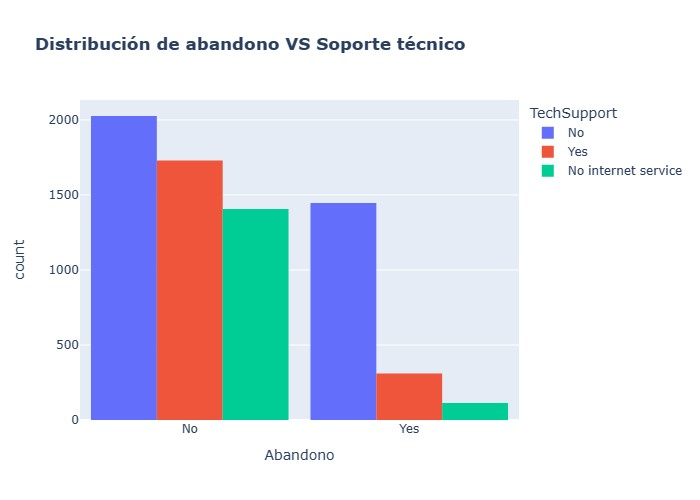 Distribución de abandono VS Soporte técnico
TechSupport
No
Yes
No internet service
2000
1500
1000
500
0
count
No
Yes
Abandono